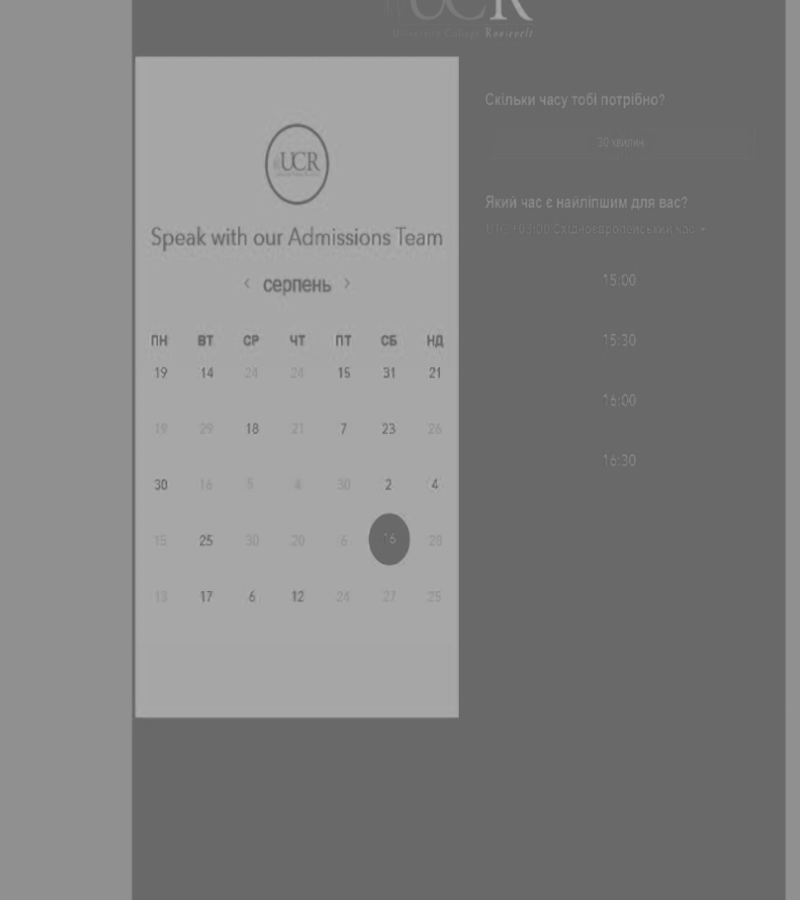 UCR
University College Roosevelt
UCR
Speak with our Admissions Team
‹ серпень ›
ПН ВТ СР ЧТ ПТ СБ НД
19 14 24 24 15 31 21
19 29 18 21 7 23 26
30 16 5 4 30 2 4
15 25 30 20 6 16 28
13 17 6 12 24 27 25
Скільки часу тобі потрібно?
30 хвилин
Який час є найліпшим для вас?
UTC +03:00 Східноєвропейський час
15:00
15:30
16:00
16:30